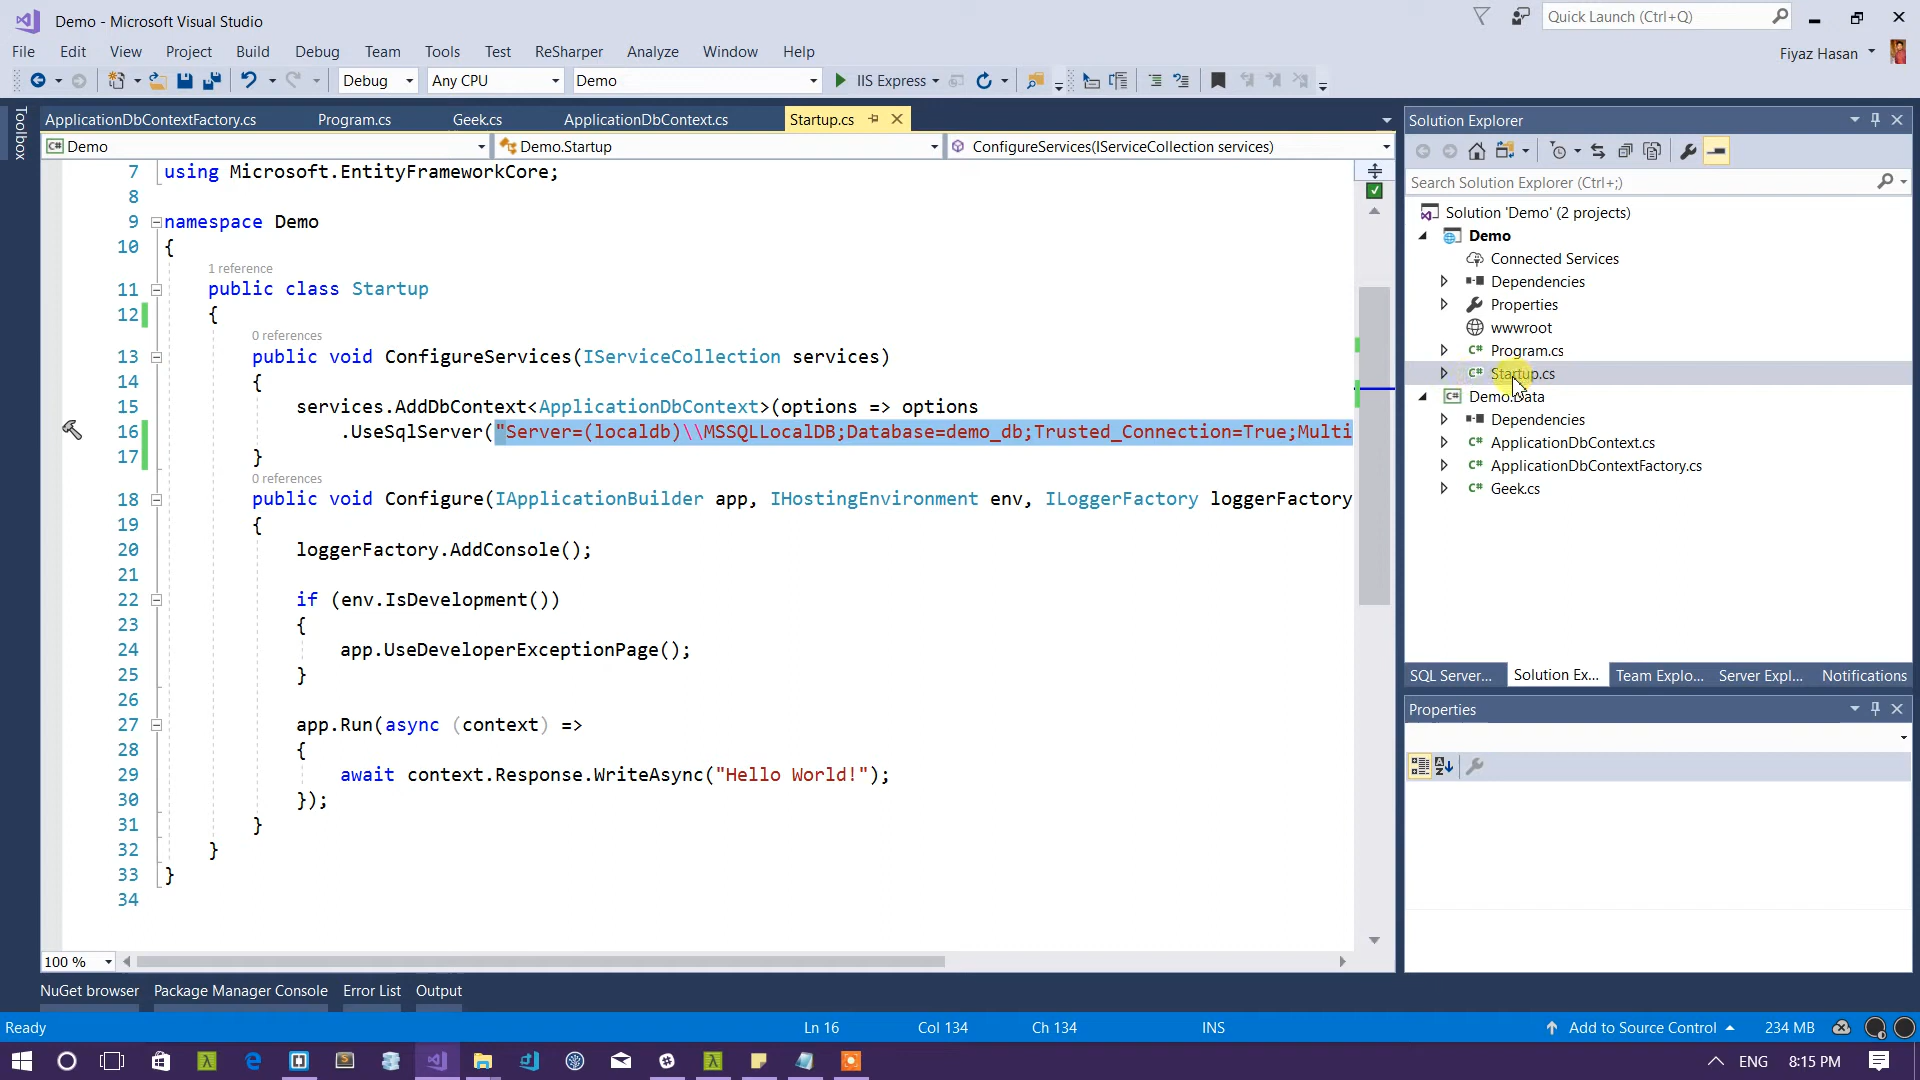 Demo - Microsoft Visual Studio
Quick Launch (Ctrl+Q)
File Edit View Project Build Debug Team Tools Test ReSharper Analyze Window Help
Fiyaz Hasan
Debug Any CPU Demo IIS Express
Toolbox
ApplicationDbContextFactory.cs Program.cs Geek.cs ApplicationDbContext.cs Startup.cs
Demo Demo.Startup ConfigureServices(IServiceCollection services)
7 using Microsoft.EntityFrameworkCore;
8
9 namespace Demo
10 {
1 reference
11 public class Startup
12 {
0 references
13 public void ConfigureServices(IServiceCollection services)
14 {
15 services.AddDbContext<ApplicationDbContext>(options => options
16 .UseSqlServer("Server=(localdb)\\MSSQLLocalDB;Database=demo_db;Trusted_Connection=True;Multi
17 }
0 references
18 public void Configure(IApplicationBuilder app, IHostingEnvironment env, ILoggerFactory loggerFactory
19 {
20 loggerFactory.AddConsole();
21
22 if (env.IsDevelopment())
23 {
24 app.UseDeveloperExceptionPage();
25 }
26
27 app.Run(async (context) =>
28 {
29 await context.Response.WriteAsync("Hello World!");
30 });
31 }
32 }
33 }
34
100 %
Solution Explorer
Search Solution Explorer (Ctrl+;)
Solution 'Demo' (2 projects)
Demo
Connected Services
Dependencies
Properties
wwwroot
Program.cs
Startup.cs
Demo.Data
Dependencies
ApplicationDbContext.cs
ApplicationDbContextFactory.cs
Geek.cs
SQL Server... Solution Ex... Team Explo... Server Expl... Notifications
Properties
NuGet browser Package Manager Console Error List Output
Ready Ln 16 Col 134 Ch 134 INS Add to Source Control 234 MB
ENG 8:15 PM